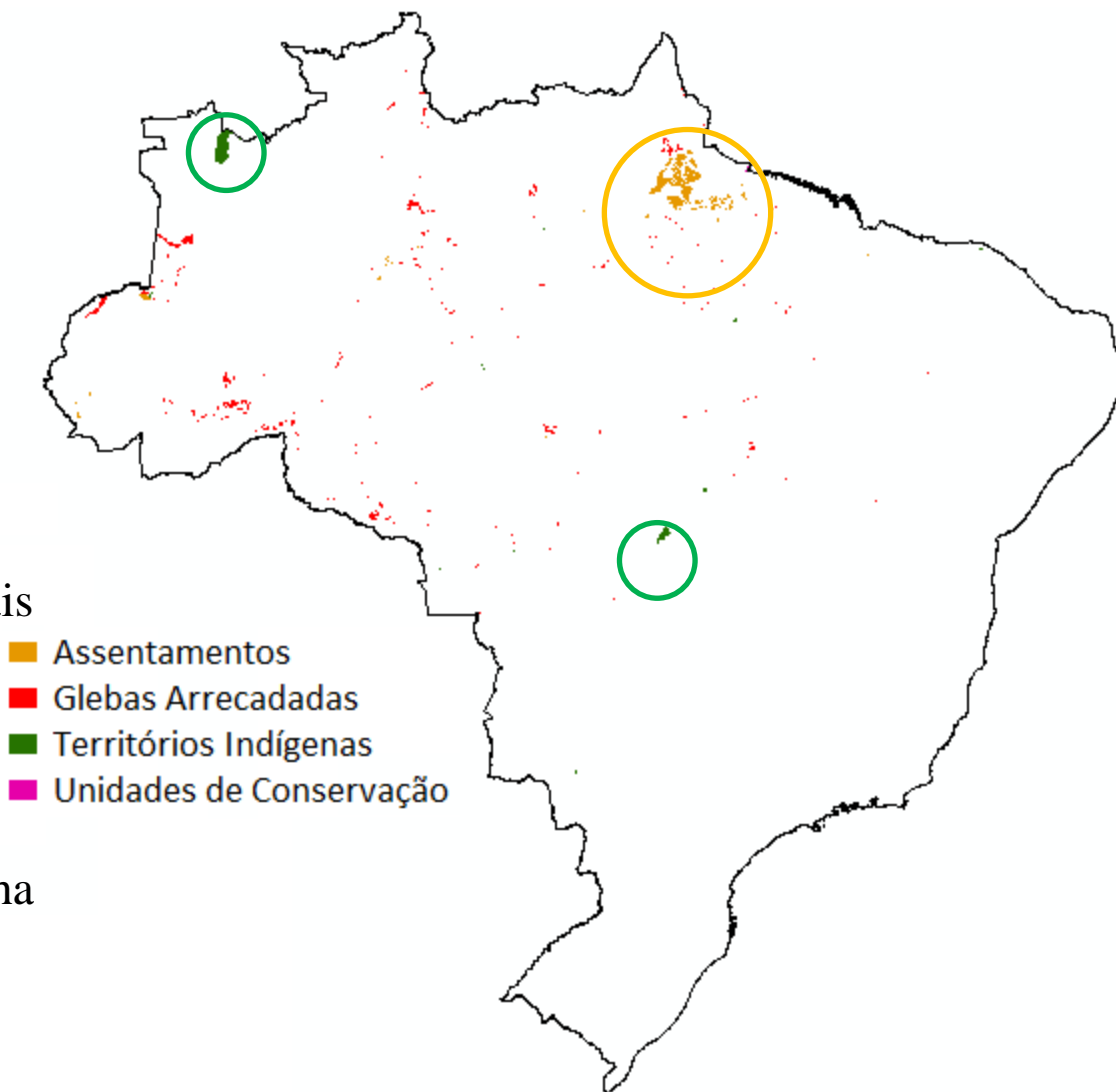 is
Assentamentos
Glebas Arrecadadas
Territórios Indígenas
Unidades de Conservação
na